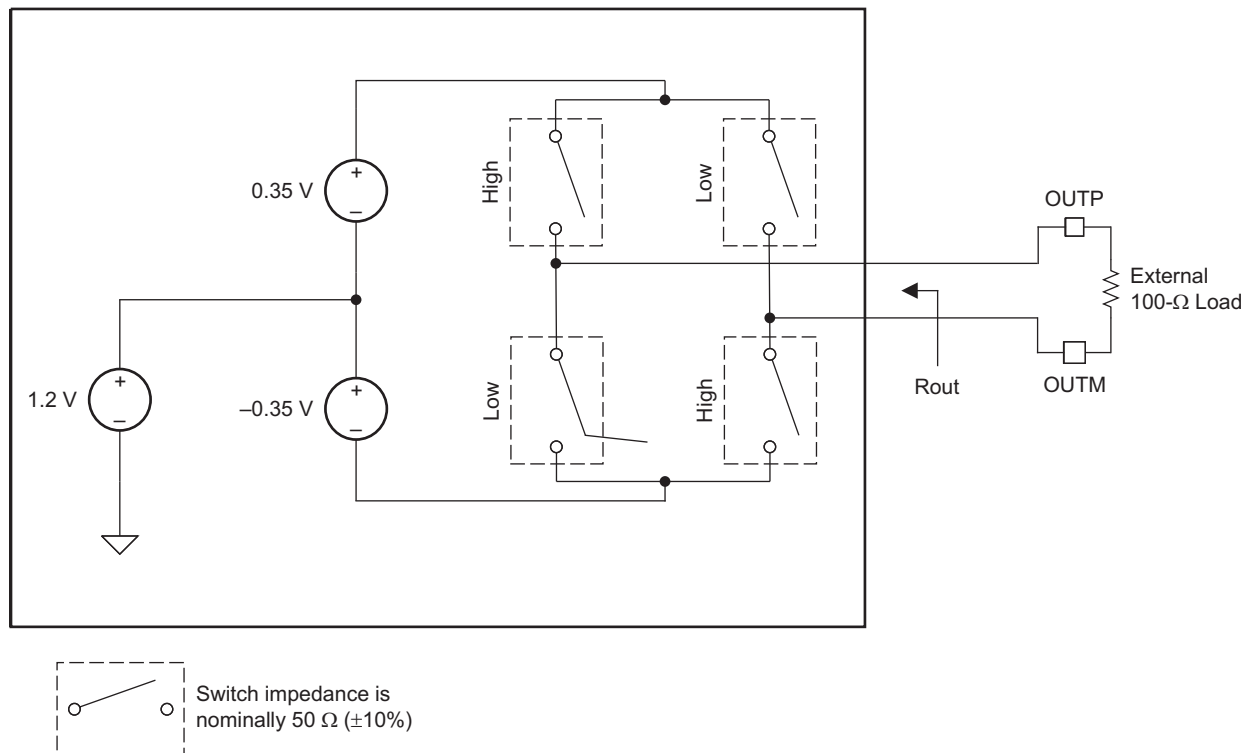 0.35 V
+
–
High
Low
OUTP
External
100-Ω Load
OUTM
Rout
1.2 V
+
–
–0.35 V
+
–
Low
High
Switch impedance is
nominally 50 Ω (±10%)